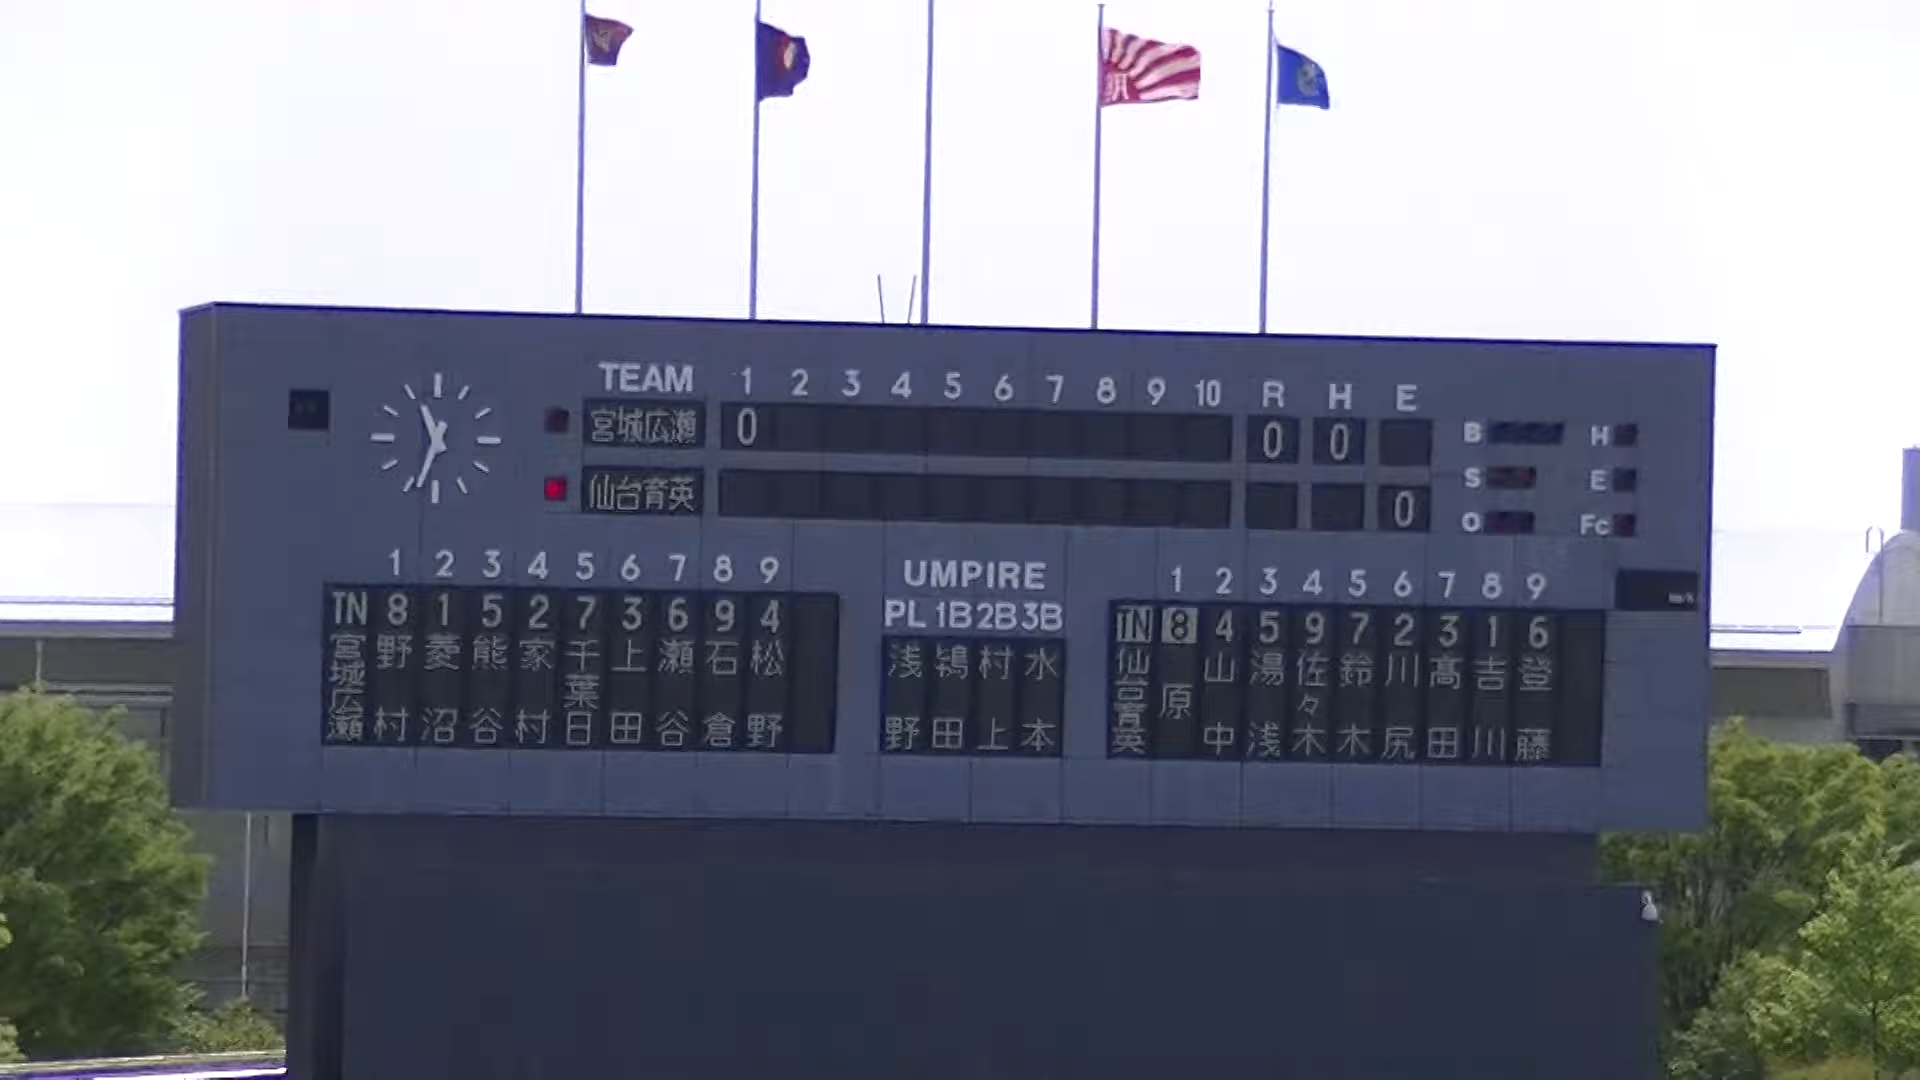 朝
TEAM 1 2 3 4 5 6 7 8 9 10 R H E
宮城広瀬 0 0 0
仙台育英 0
B H
S E
O Fc
1 2 3 4 5 6 7 8 9
IN 8 1 5 2 7 3 6 9 4
宮城広瀬 野村 菱沼 熊谷 家村 千葉日 上田 瀬谷 石倉 松野
UMPIRE
PL 1B 2B 3B
浅野 鴇田 村上 水本
1 2 3 4 5 6 7 8 9
IN 8 4 5 9 7 2 3 1 6
仙台育英 原 山中 湯浅 佐々木 鈴木 川尻 髙田 吉川 登藤